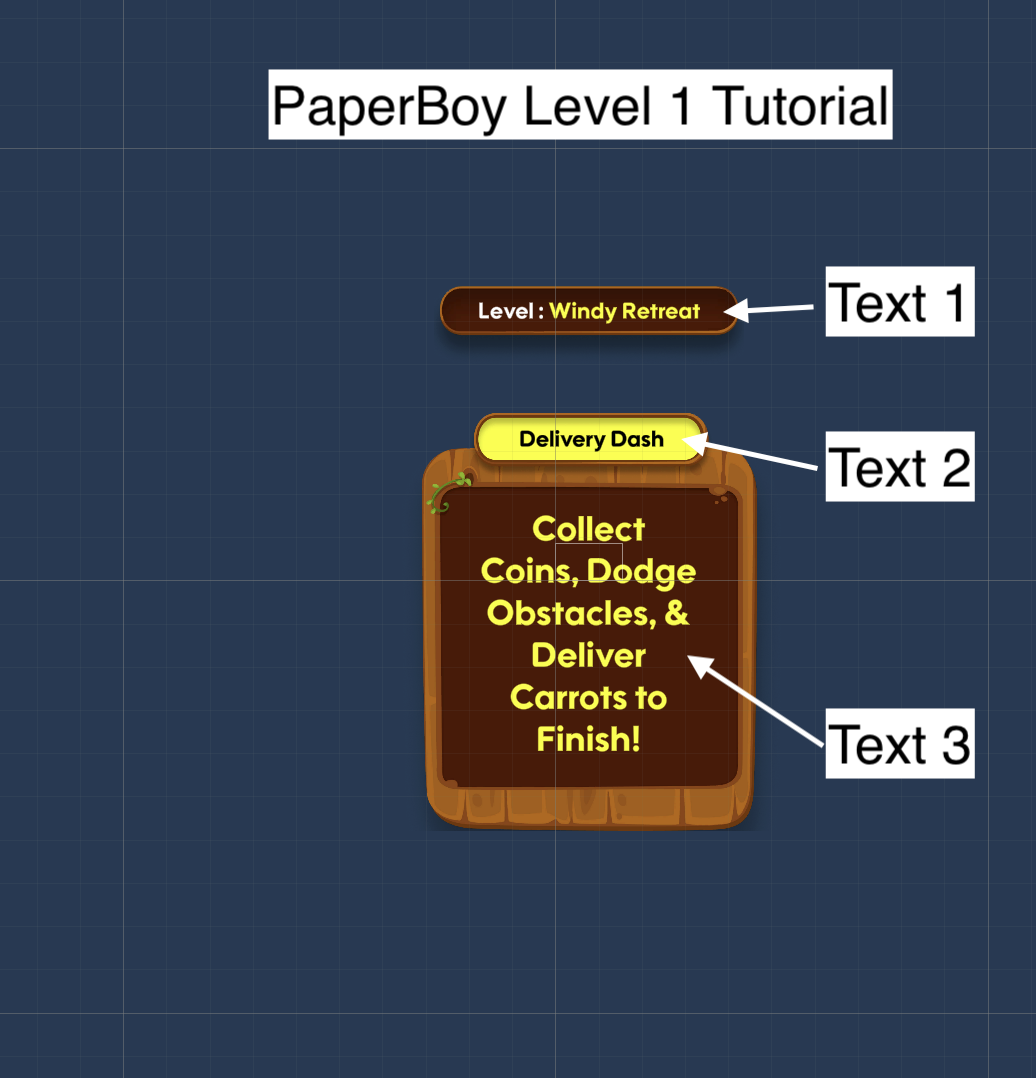 PaperBoy Level 1 Tutorial
Level : Windy Retreat
Text 1
Delivery Dash
Text 2
Collect
Coins, Dodge
Obstacles, &
Deliver
Carrots to
Finish!
Text 3